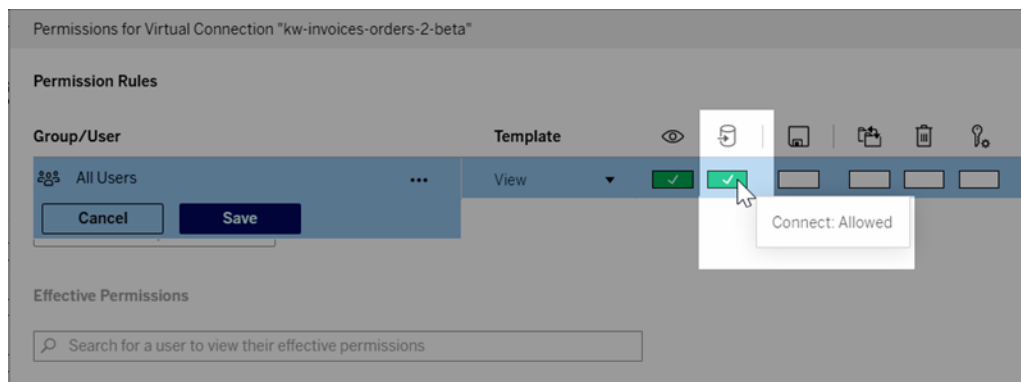 Permissions for Virtual Connection "kw-invoices-orders-2-beta"
Permission Rules
Group/User Template
All Users ••• View
Cancel Save
Connect: Allowed
Effective Permissions
Search for a user to view their effective permissions